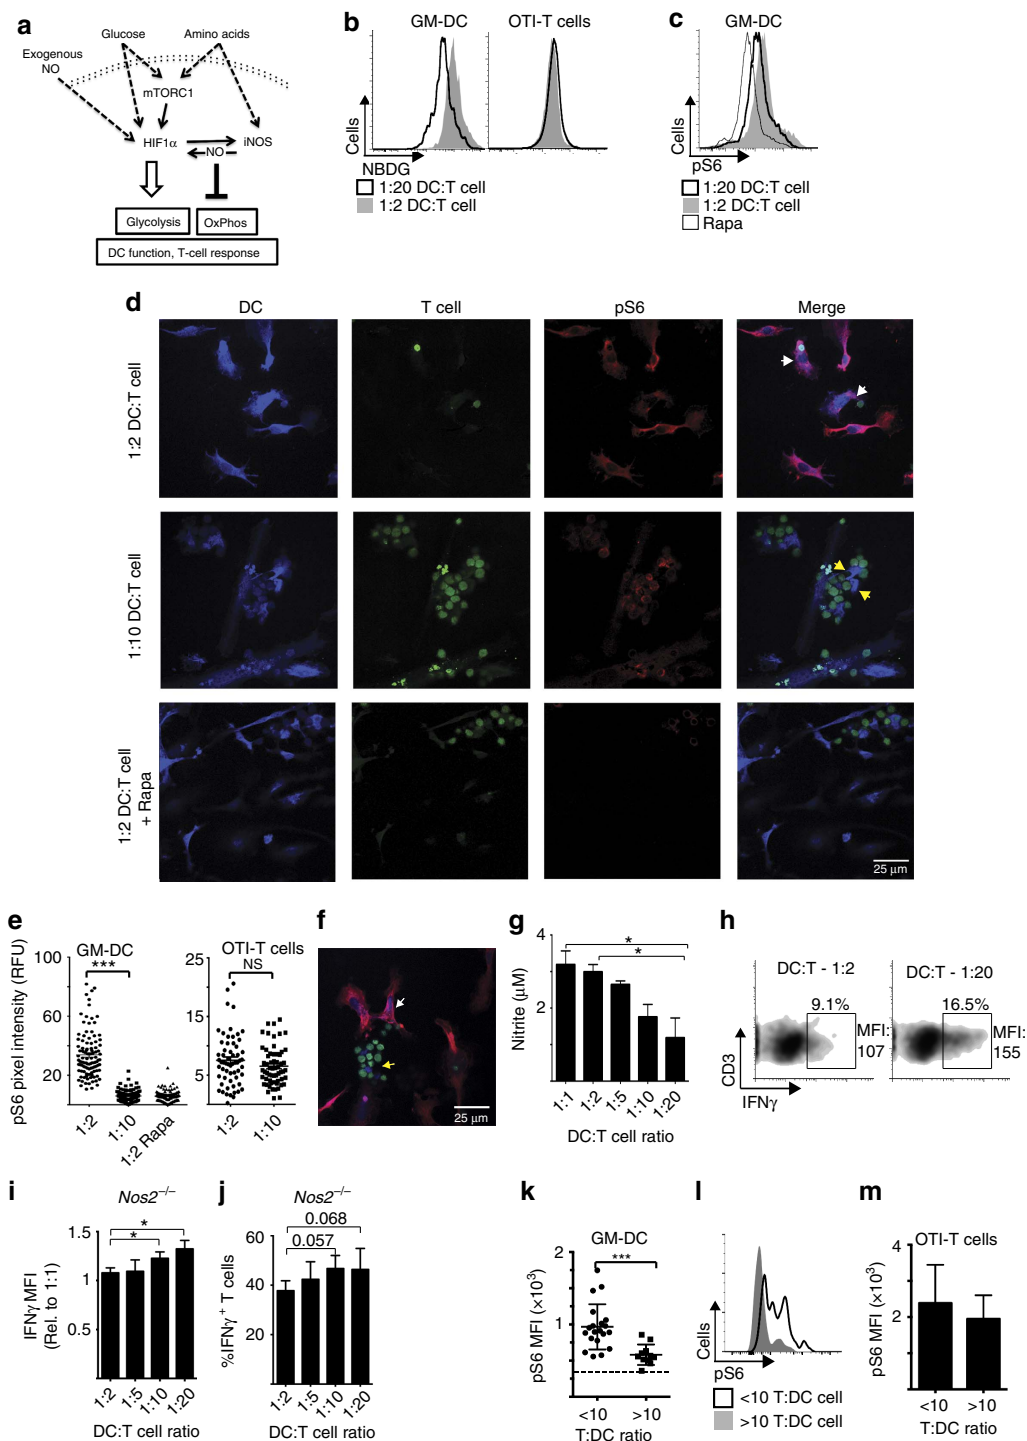 a
Glucose
Amino acids
Exogenous
NO
mTORC1
HIF1α
iNOS
NO
Glycolysis
OxPhos
DC function, T-cell response
b
GM-DC
OTI-T cells
Cells
NBDG
1:20 DC:T cell
1:2 DC:T cell
c
GM-DC
Cells
pS6
1:20 DC:T cell
1:2 DC:T cell
Rapa
d
DC
T cell
pS6
Merge
1:2 DC:T cell
1:10 DC:T cell
1:2 DC:T cell
+ Rapa
25 μm
e
GM-DC
OTI-T cells
pS6 pixel intensity (RFU)
100
60
20
***
1:2
1:10
1:2 Rapa
25
20
15
10
5
NS
1:2
1:10
f
25 μm
g
Nitrite (μM)
4
2
*
*
1:1
1:2
1:5
1:10
1:20
DC:T cell ratio
h
DC:T - 1:2
DC:T - 1:20
9.1%
MFI:
107
16.5%
MFI:
155
CD3
IFNγ
i
Nos2−/−
IFNγ MFI
(Rel. to 1:1)
1.5
1
0.5
*
*
1:2
1:5
1:10
1:20
DC:T cell ratio
j
Nos2−/−
%IFNγ+ T cells
60
40
20
0
0.068
0.057
1:2
1:5
1:10
1:20
DC:T cell ratio
k
GM-DC
pS6 MFI (×10³)
2
1
0
***
<10
>10
T:DC ratio
l
Cells
pS6
<10 T:DC cell
>10 T:DC cell
m
OTI-T cells
pS6 MFI (×10³)
4
2
0
<10
>10
T:DC ratio